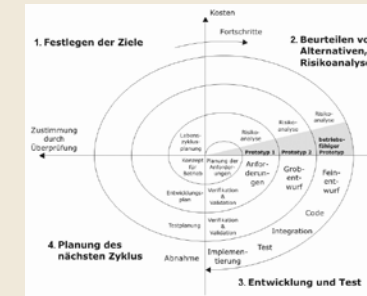 Kosten
Fortschritte
1. Festlegen der Ziele
2. Beurteilen von
Alternativen,
Risikoanalyse
Risiko-
analyse
Risiko-
analyse
Risiko-
analyse
Zustimmung
durch
Überprüfung
Lebens-
zyklus-
planung
Prototyp 1
Prototyp 2
betriebs-
fähiger
Prototyp
Konzept
für
Betrieb
Planung der
Anforder-
ungen
Anfor-
derun-
gen
Grob-
ent-
wurf
Fein-
ent-
wurf
Entwicklungs-
plan
Verifikation
&
Validation
Code
Testplanung
Verifikation
&
Validation
Integration
Test
4. Planung des
nächsten Zyklus
Abnahme
Implemen-
tierung
3. Entwicklung und Test